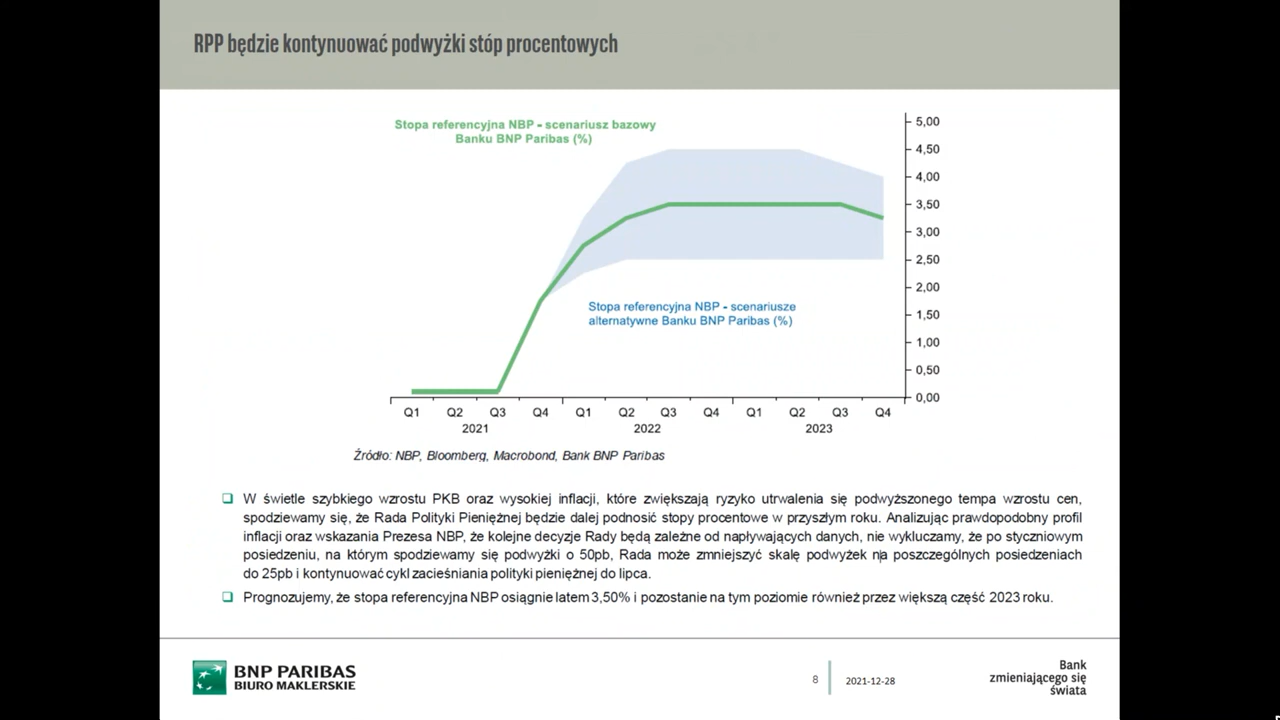 RPP będzie kontynuować podwyżki stóp procentowych
Stopa referencyjna NBP - scenariusz bazowy
Banku BNP Paribas (%)
5,00
4,50
4,00
3,50
3,00
2,50
2,00
1,50
1,00
0,50
0,00
Stopa referencyjna NBP - scenariusze
alternatywne Banku BNP Paribas (%)
Q1 Q2 Q3 Q4 Q1 Q2 Q3 Q4 Q1 Q2 Q3 Q4
2021 2022 2023
Źródło: NBP, Bloomberg, Macrobond, Bank BNP Paribas
W świetle szybkiego wzrostu PKB oraz wysokiej inflacji, które zwiększają ryzyko utrwalenia się podwyższonego tempa wzrostu cen,
spodziewamy się, że Rada Polityki Pieniężnej będzie dalej podnosić stopy procentowe w przyszłym roku. Analizując prawdopodobny profil
inflacji oraz wskazania Prezesa NBP, że kolejne decyzje Rady będą zależne od napływających danych, nie wykluczamy, że po styczniowym
posiedzeniu, na którym spodziewamy się podwyżki o 50pb, Rada może zmniejszyć skalę podwyżek na poszczególnych posiedzeniach
do 25pb i kontynuować cykl zacieśniania polityki pieniężnej do lipca.
Prognozujemy, że stopa referencyjna NBP osiągnie latem 3,50% i pozostanie na tym poziomie również przez większą część 2023 roku.
BNP PARIBAS
BIURO MAKLERSKIE
8
2021-12-28
Bank
zmieniającego się
świata